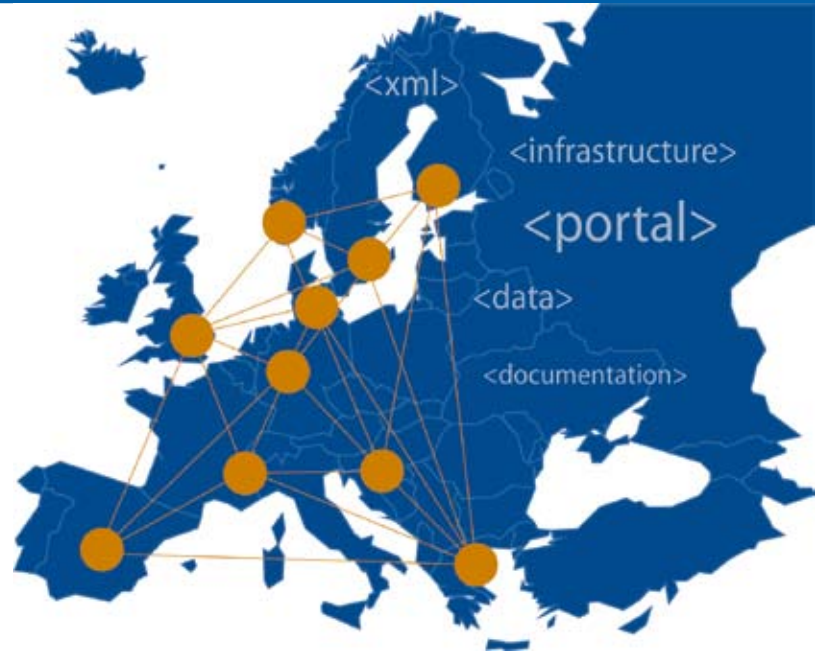 <xml>
<infrastructure>
<portal>
<data>
<documentation>